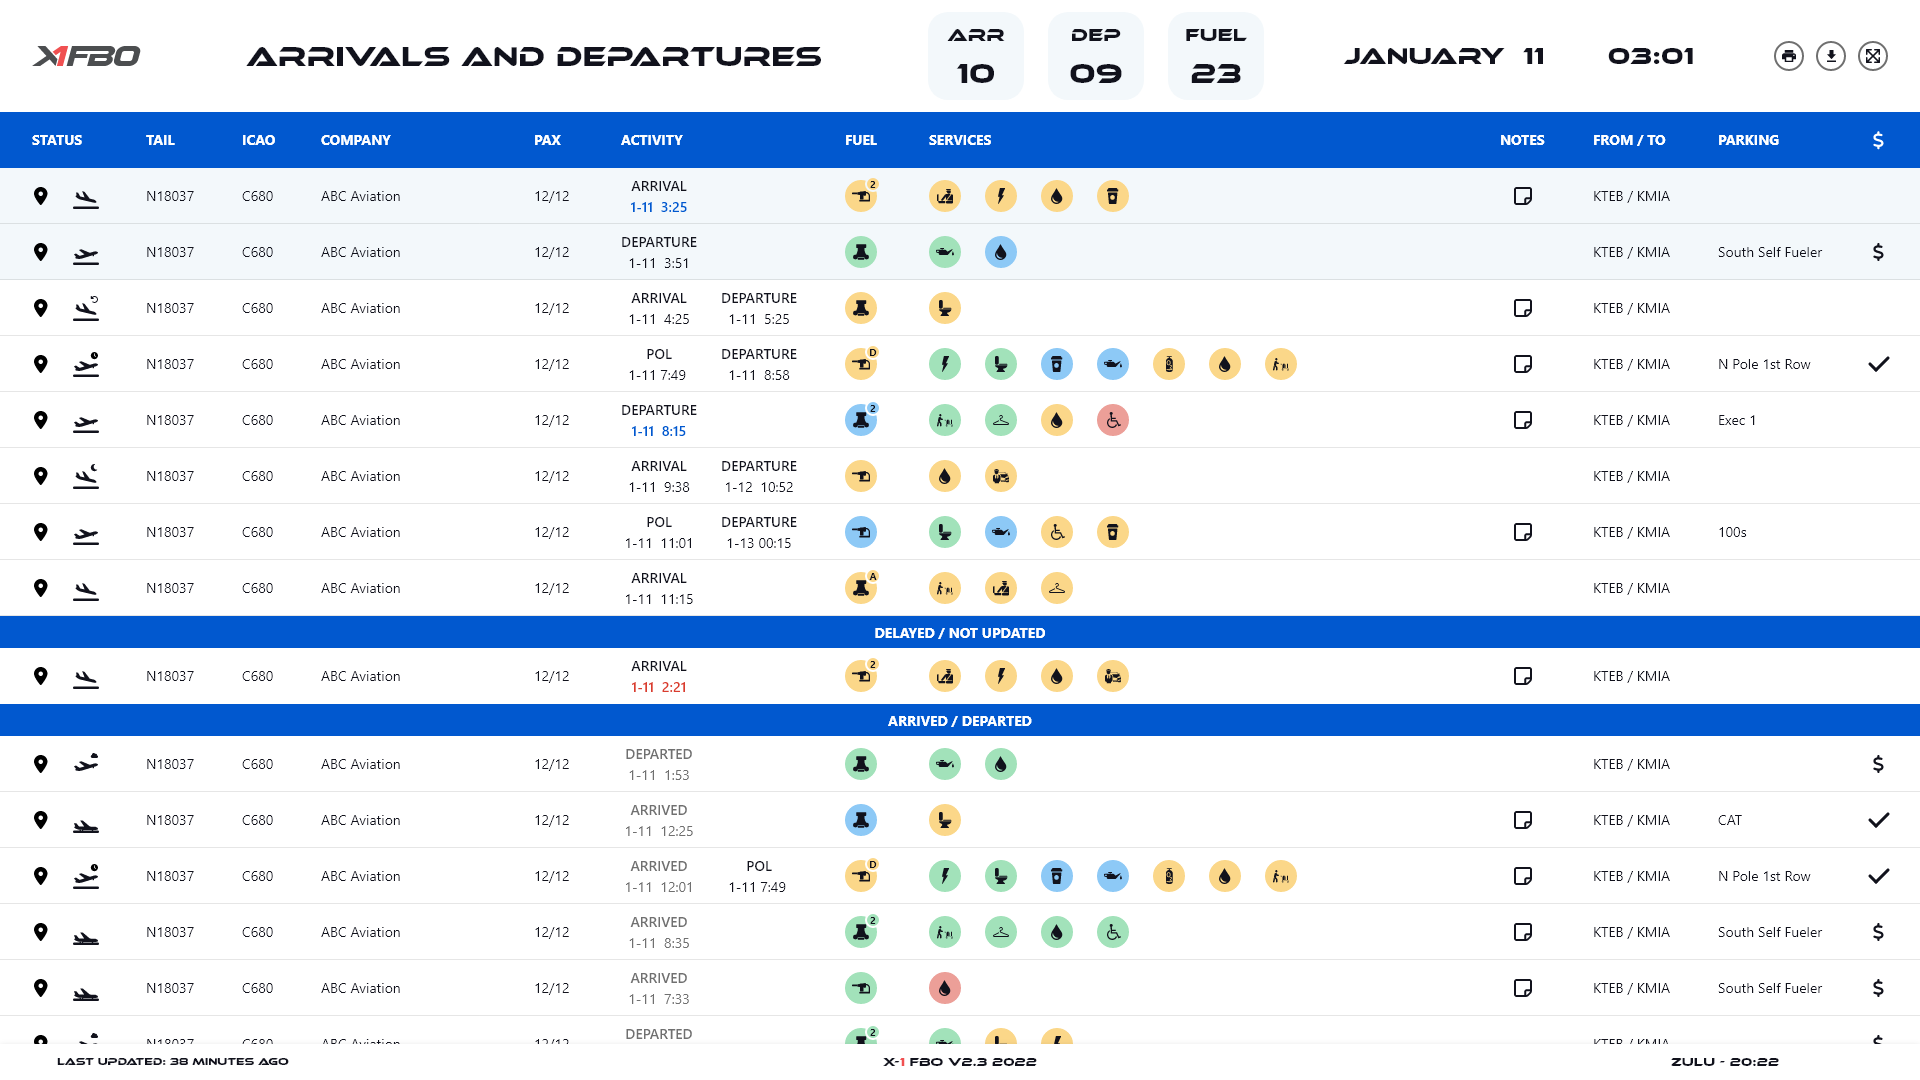 X1FBO ARRIVALS AND DEPARTURES ARR 10 DEP 09 FUEL 23 JANUARY 11 03:01
STATUS TAIL ICAO COMPANY PAX ACTIVITY FUEL SERVICES NOTES FROM / TO PARKING $
N18037 C680 ABC Aviation 12/12 ARRIVAL 1-11 3:25 2 KTEB / KMIA
N18037 C680 ABC Aviation 12/12 DEPARTURE 1-11 3:51 KTEB / KMIA South Self Fueler $
N18037 C680 ABC Aviation 12/12 ARRIVAL 1-11 4:25 DEPARTURE 1-11 5:25 KTEB / KMIA
N18037 C680 ABC Aviation 12/12 POL 1-11 7:49 DEPARTURE 1-11 8:58 D KTEB / KMIA N Pole 1st Row
N18037 C680 ABC Aviation 12/12 DEPARTURE 1-11 8:15 2 KTEB / KMIA Exec 1
N18037 C680 ABC Aviation 12/12 ARRIVAL 1-11 9:38 DEPARTURE 1-12 10:52 KTEB / KMIA
N18037 C680 ABC Aviation 12/12 POL 1-11 11:01 DEPARTURE 1-13 00:15 KTEB / KMIA 100s
N18037 C680 ABC Aviation 12/12 ARRIVAL 1-11 11:15 A KTEB / KMIA
DELAYED / NOT UPDATED
N18037 C680 ABC Aviation 12/12 ARRIVAL 1-11 2:21 2 KTEB / KMIA
ARRIVED / DEPARTED
N18037 C680 ABC Aviation 12/12 DEPARTED 1-11 1:53 KTEB / KMIA $
N18037 C680 ABC Aviation 12/12 ARRIVED 1-11 12:25 KTEB / KMIA CAT
N18037 C680 ABC Aviation 12/12 ARRIVED 1-11 12:01 POL 1-11 7:49 D KTEB / KMIA N Pole 1st Row
N18037 C680 ABC Aviation 12/12 ARRIVED 1-11 8:35 2 KTEB / KMIA South Self Fueler $
N18037 C680 ABC Aviation 12/12 ARRIVED 1-11 7:33 KTEB / KMIA South Self Fueler $
N18037 C680 ABC Aviation 12/12 DEPARTED 2 KTEB / KMIA $
LAST UPDATED: 38 MINUTES AGO X-1 FBO V2.3 2022 ZULU - 20:22